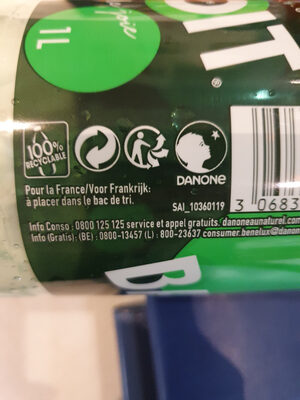 1L
OIT
®
100%
RECYCLABLE
DANONE
Pour la France/Voor Frankrijk:
à placer dans le bac de tri.
SAI_10360119
3 0683
Info Conso : 0800 125 125 service et appel gratuits. danoneaunaturel.com
Info (Gratis) : (BE) : 0800-13457 (L) : 800-23637 consumer.benelux@danon